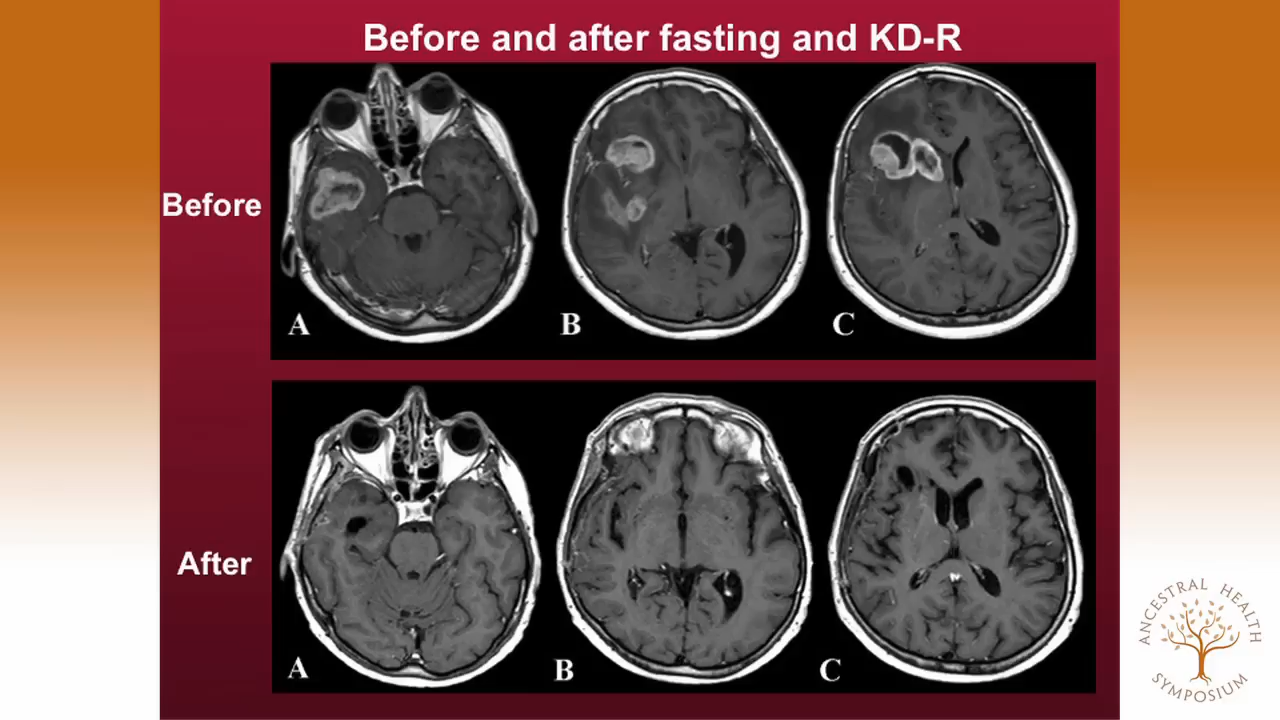 Before and after fasting and KD-R
Before
A
B
C
After
A
B
C
ANCESTRAL HEALTH
SYMPOSIUM